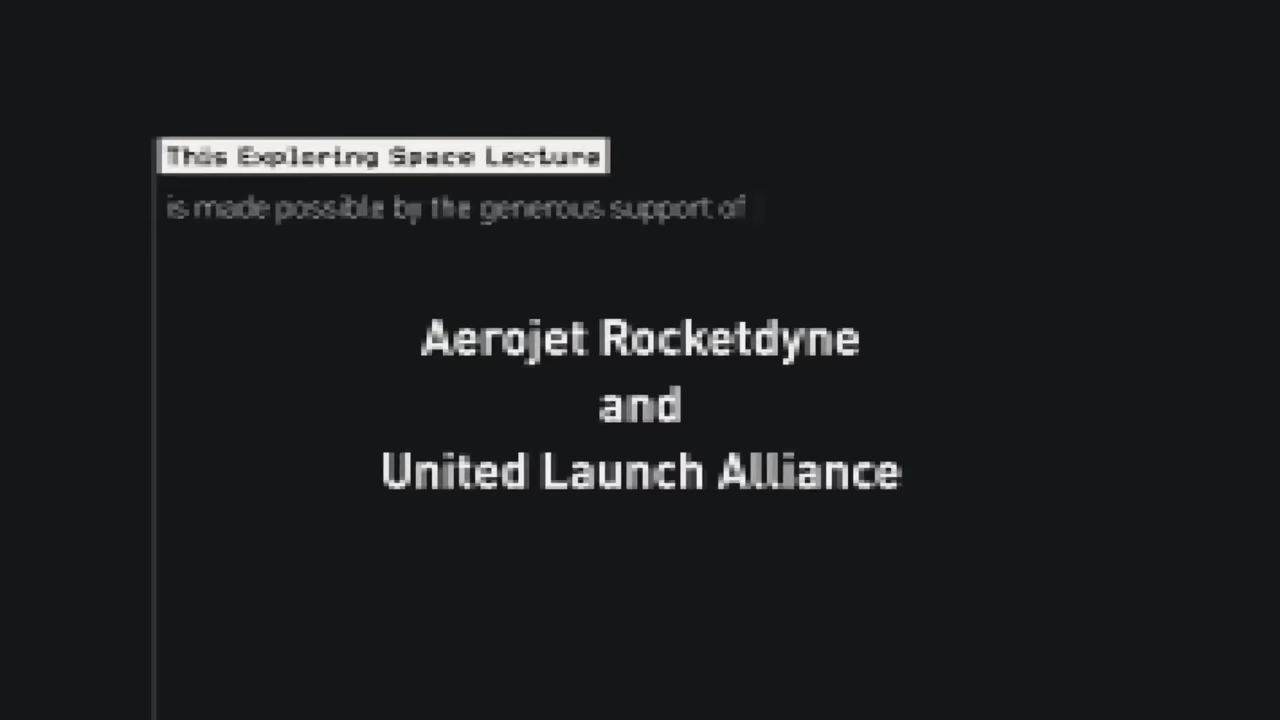 This Exploring Space Lecture
is made possible by the generous support of
Aerojet Rocketdyne
and
United Launch Alliance